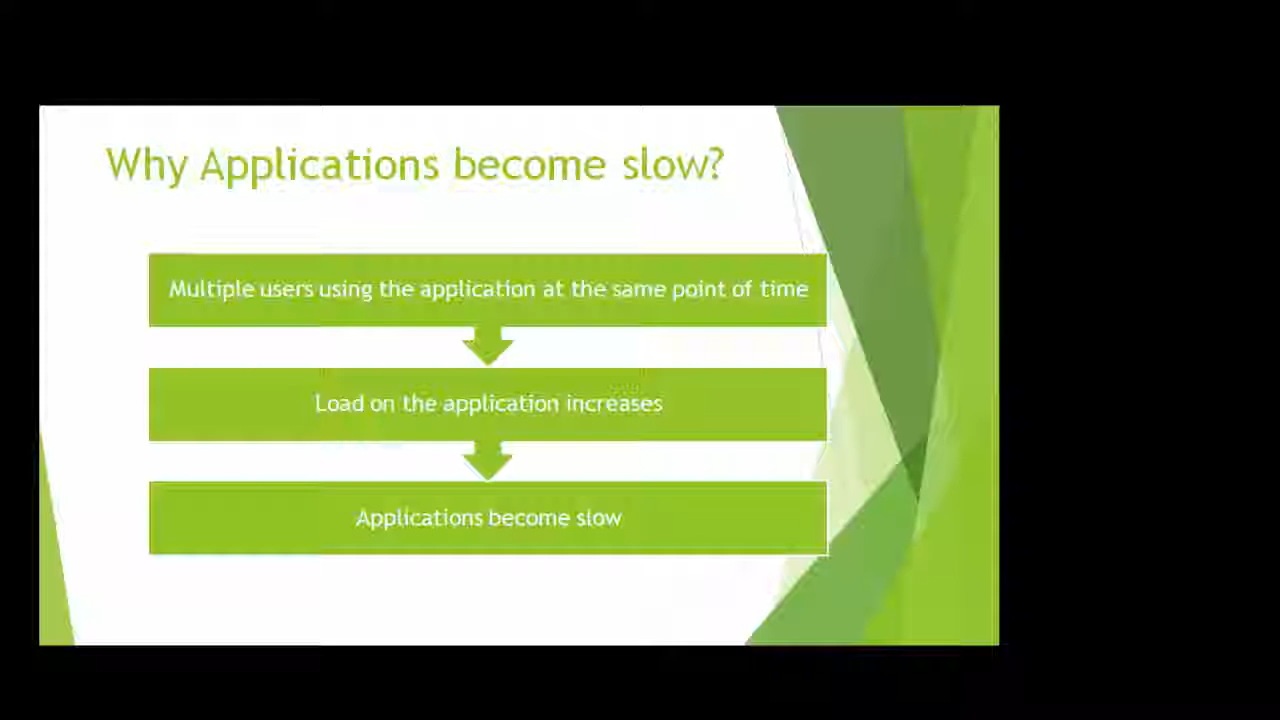 Why Applications become slow?
Multiple users using the application at the same point of time
Load on the application increases
Applications become slow